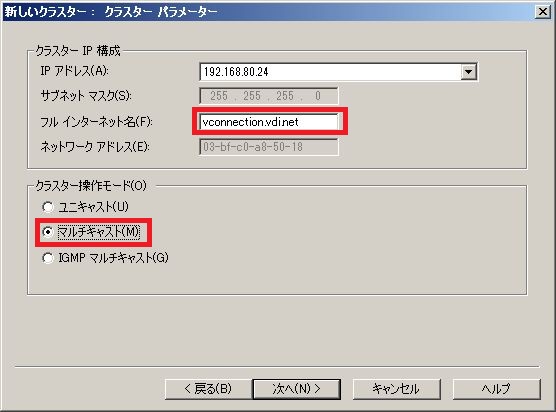 新しいクラスター： クラスター パラメーター
クラスター IP 構成
IP アドレス(A): 192.168.80.24
サブネット マスク(S): 255 . 255 . 255 . 0
フル インターネット名(F): vconnection.vdi.net
ネットワーク アドレス(E): 03-bf-c0-a8-50-18
クラスター操作モード(O)
ユニキャスト(U)
マルチキャスト(M)
IGMP マルチキャスト(G)
< 戻る(B) 次へ(N) > キャンセル ヘルプ